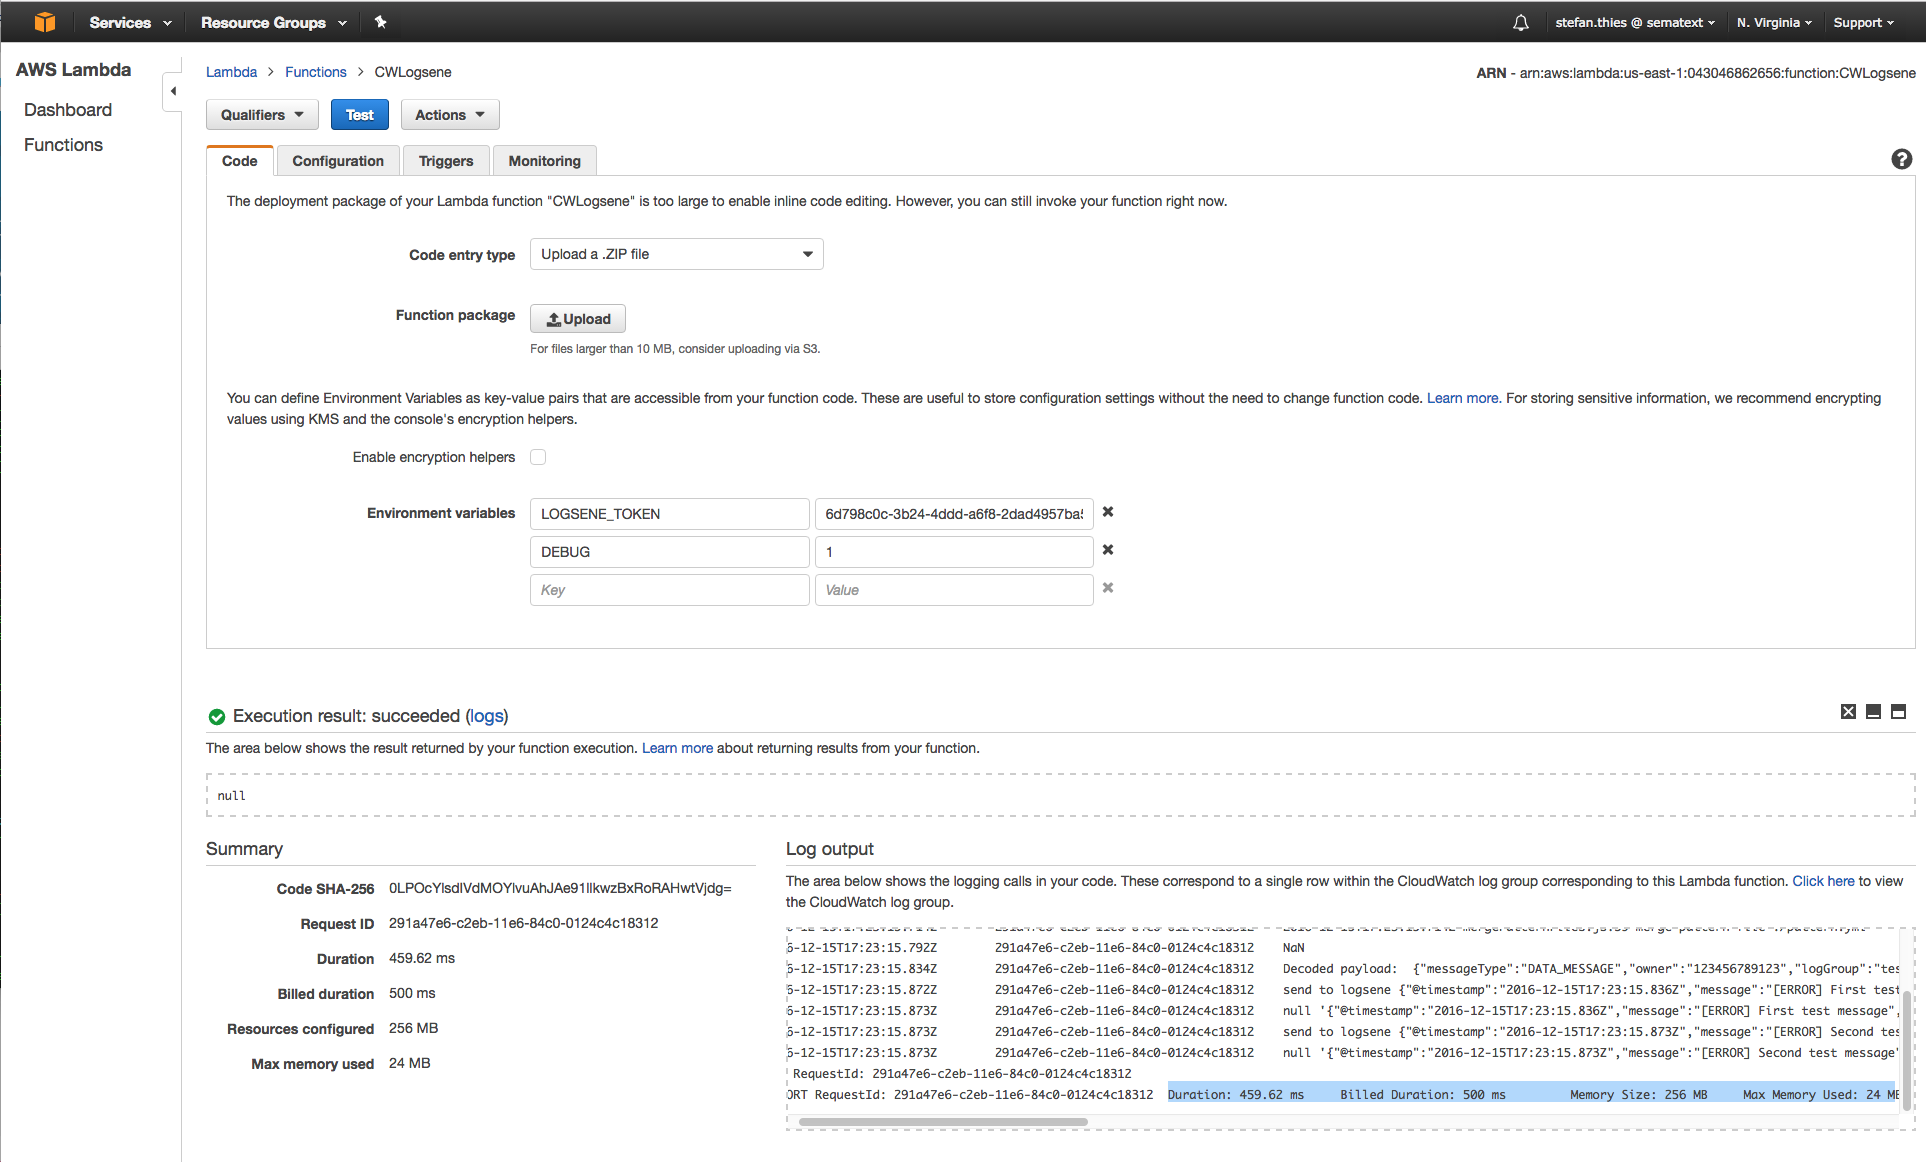 Services
Resource Groups
stefan.thies @ sematext
N. Virginia
Support
AWS Lambda
Dashboard
Functions
Lambda > Functions > CWLogsene
ARN - arn:aws:lambda:us-east-1:043046862656:function:CWLogsene
Qualifiers
Test
Actions
Code
Configuration
Triggers
Monitoring
?
The deployment package of your Lambda function "CWLogsene" is too large to enable inline code editing. However, you can still invoke your function right now.
Code entry type
Upload a .ZIP file
Function package
Upload
For files larger than 10 MB, consider uploading via S3.
You can define Environment Variables as key-value pairs that are accessible from your function code. These are useful to store configuration settings without the need to change function code. Learn more. For storing sensitive information, we recommend encrypting
values using KMS and the console's encryption helpers.
Enable encryption helpers
Environment variables
LOGSENE_TOKEN
6d798c0c-3b24-4ddd-a6f8-2dad4957ba5
DEBUG
1
Key
Value
Execution result: succeeded (logs)
The area below shows the result returned by your function execution. Learn more about returning results from your function.
null
Summary
Code SHA-256
Request ID 291a47e6-c2eb-11e6-84c0-0124c4c18312
Duration 459.62 ms
Billed duration 500 ms
Resources configured 256 MB
Max memory used 24 MB
Log output
The area below shows the logging calls in your code. These correspond to a single row within the CloudWatch log group corresponding to this Lambda function. Click here to view
the CloudWatch log group.
6-12-15T17:23:15.792Z 291a47e6-c2eb-11e6-84c0-0124c4c18312 NaN
6-12-15T17:23:15.834Z 291a47e6-c2eb-11e6-84c0-0124c4c18312 Decoded payload: {"messageType":"DATA_MESSAGE","owner":"123456789123","logGroup":"tes
6-12-15T17:23:15.872Z 291a47e6-c2eb-11e6-84c0-0124c4c18312 send to logsene {"@timestamp":"2016-12-15T17:23:15.836Z","message":"[ERROR] First test
6-12-15T17:23:15.873Z 291a47e6-c2eb-11e6-84c0-0124c4c18312 null '{"@timestamp":"2016-12-15T17:23:15.836Z","message":"[ERROR] First test message",
6-12-15T17:23:15.873Z 291a47e6-c2eb-11e6-84c0-0124c4c18312 send to logsene {"@timestamp":"2016-12-15T17:23:15.873Z","message":"[ERROR] Second tes
6-12-15T17:23:15.873Z 291a47e6-c2eb-11e6-84c0-0124c4c18312 null '{"@timestamp":"2016-12-15T17:23:15.873Z","message":"[ERROR] Second test message"
RequestId: 291a47e6-c2eb-11e6-84c0-0124c4c18312
ORT RequestId: 291a47e6-c2eb-11e6-84c0-0124c4c18312 Duration: 459.62 ms Billed Duration: 500 ms Memory Size: 256 MB Max Memory Used: 24 MB